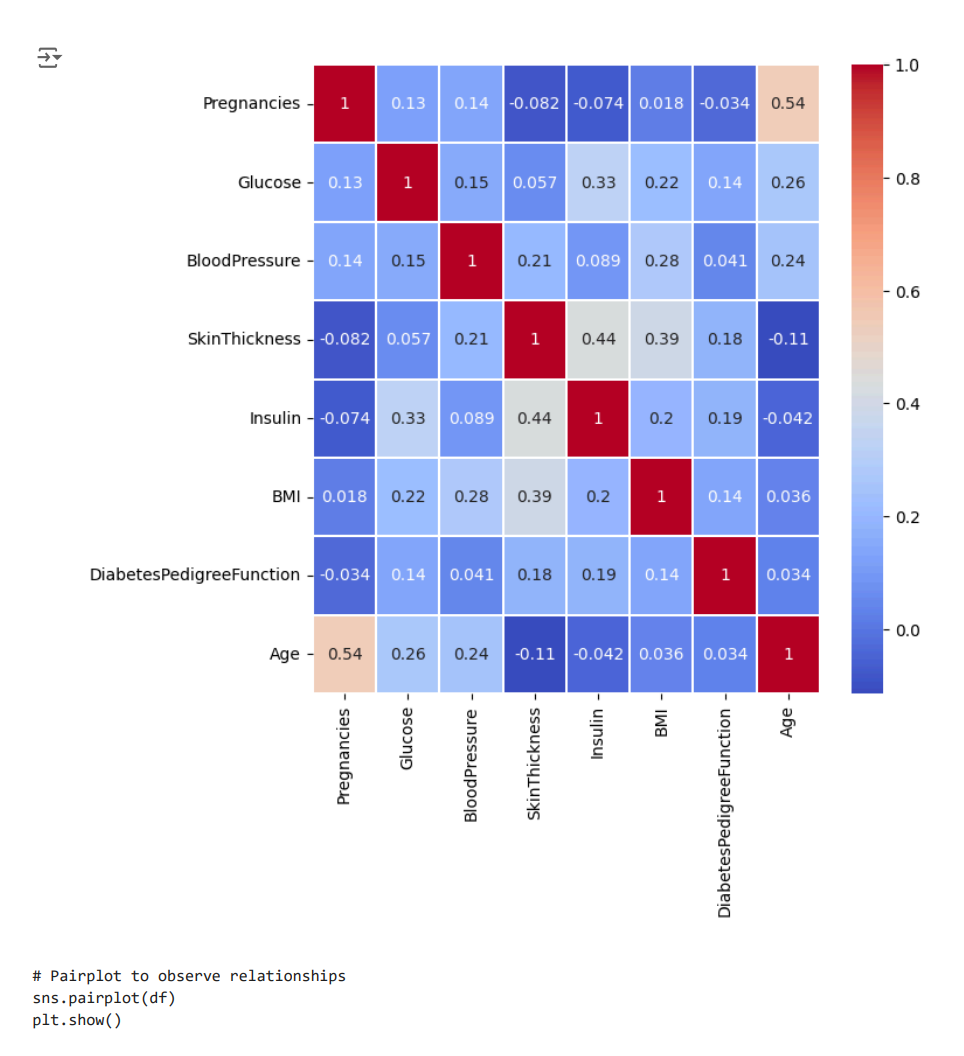 1.0
Pregnancies 1 0.13 0.14 -0.082 -0.074 0.018 -0.034 0.54
0.8
Glucose 0.13 1 0.15 0.057 0.33 0.22 0.14 0.26
BloodPressure 0.14 0.15 1 0.21 0.089 0.28 0.041 0.24
0.6
SkinThickness -0.082 0.057 0.21 1 0.44 0.39 0.18 -0.11
0.4
Insulin -0.074 0.33 0.089 0.44 1 0.2 0.19 -0.042
BMI 0.018 0.22 0.28 0.39 0.2 1 0.14 0.036
0.2
DiabetesPedigreeFunction -0.034 0.14 0.041 0.18 0.19 0.14 1 0.034
0.0
Age 0.54 0.26 0.24 -0.11 -0.042 0.036 0.034 1
Pregnancies
Glucose
BloodPressure
SkinThickness
Insulin
BMI
DiabetesPedigreeFunction
Age
# Pairplot to observe relationships
sns.pairplot(df)
plt.show()